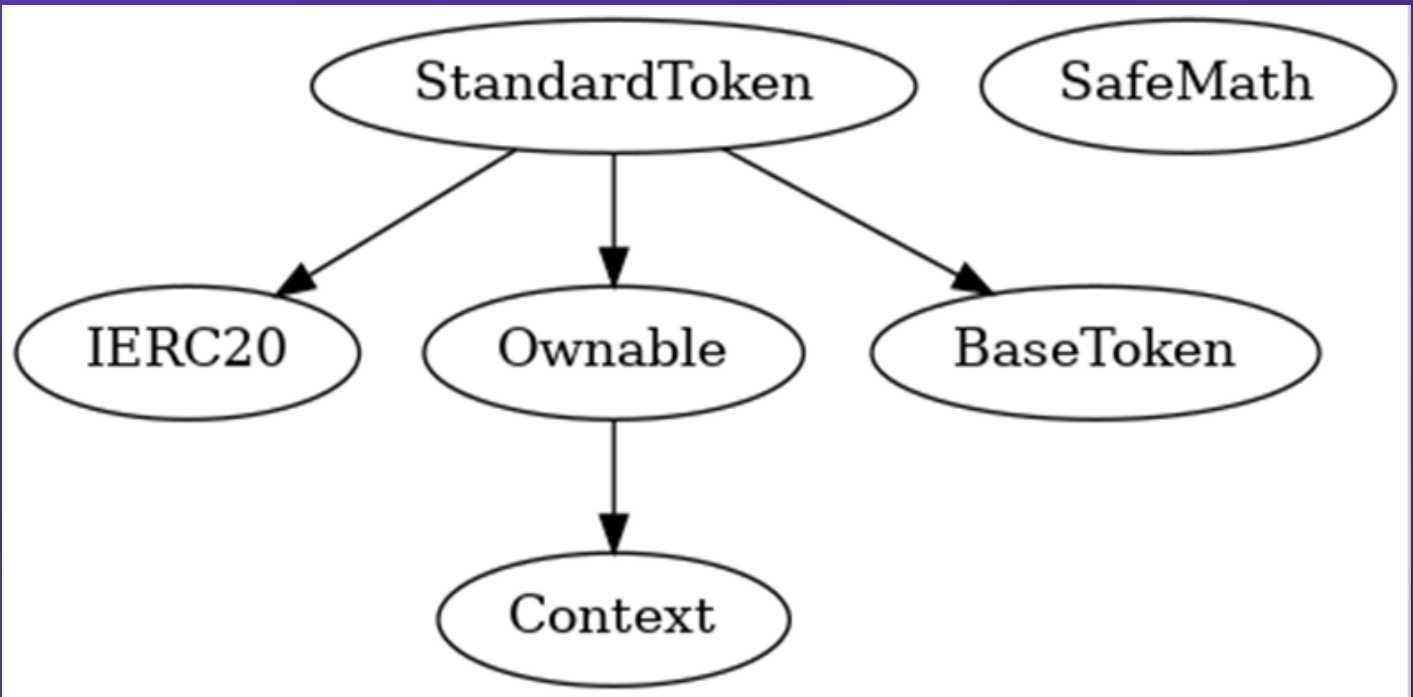 StandardToken
SafeMath
IERC20
Ownable
BaseToken
Context